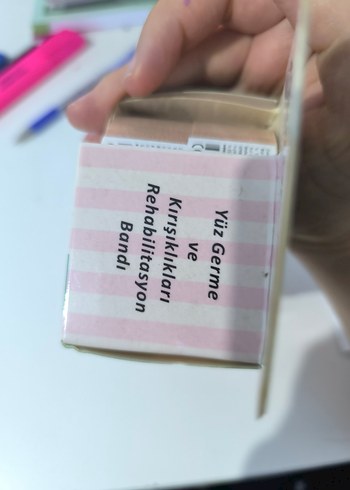 Yüz Germe
ve
Kırışıklıkları
Rehabilitasyon
Bandı